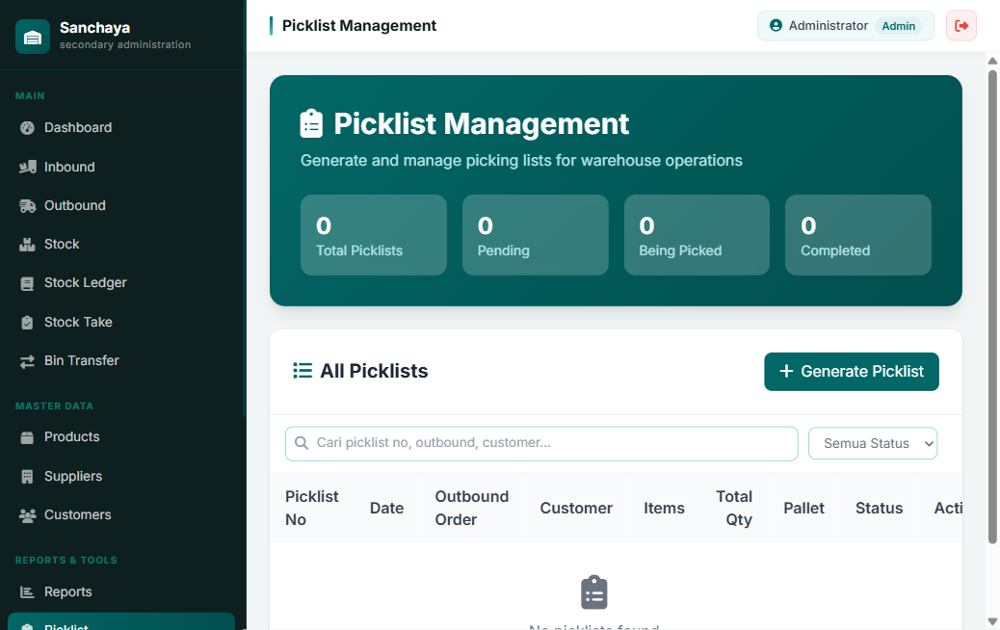 Sanchaya
secondary administration
MAIN
Dashboard
Inbound
Outbound
Stock
Stock Ledger
Stock Take
Bin Transfer
MASTER DATA
Products
Suppliers
Customers
REPORTS & TOOLS
Reports
Picklist
Picklist Management
Administrator Admin
Picklist Management
Generate and manage picking lists for warehouse operations
0
Total Picklists
0
Pending
0
Being Picked
0
Completed
All Picklists
+ Generate Picklist
Cari picklist no, outbound, customer...
Semua Status
Picklist No
Date
Outbound Order
Customer
Items
Total Qty
Pallet
Status
Acti
No picklists found